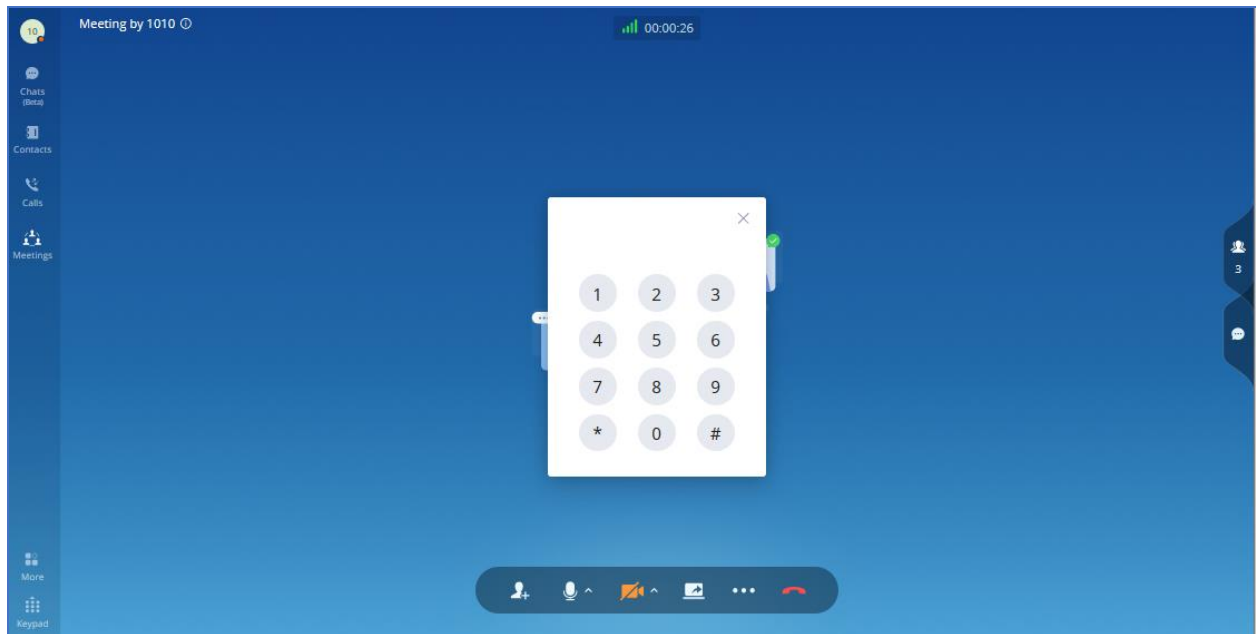 Meeting by 1010
00:00:26
10
Chats
(Beta)
Contacts
Calls
Meetings
3
1 2 3
4 5 6
7 8 9
* 0 #
More
Keypad